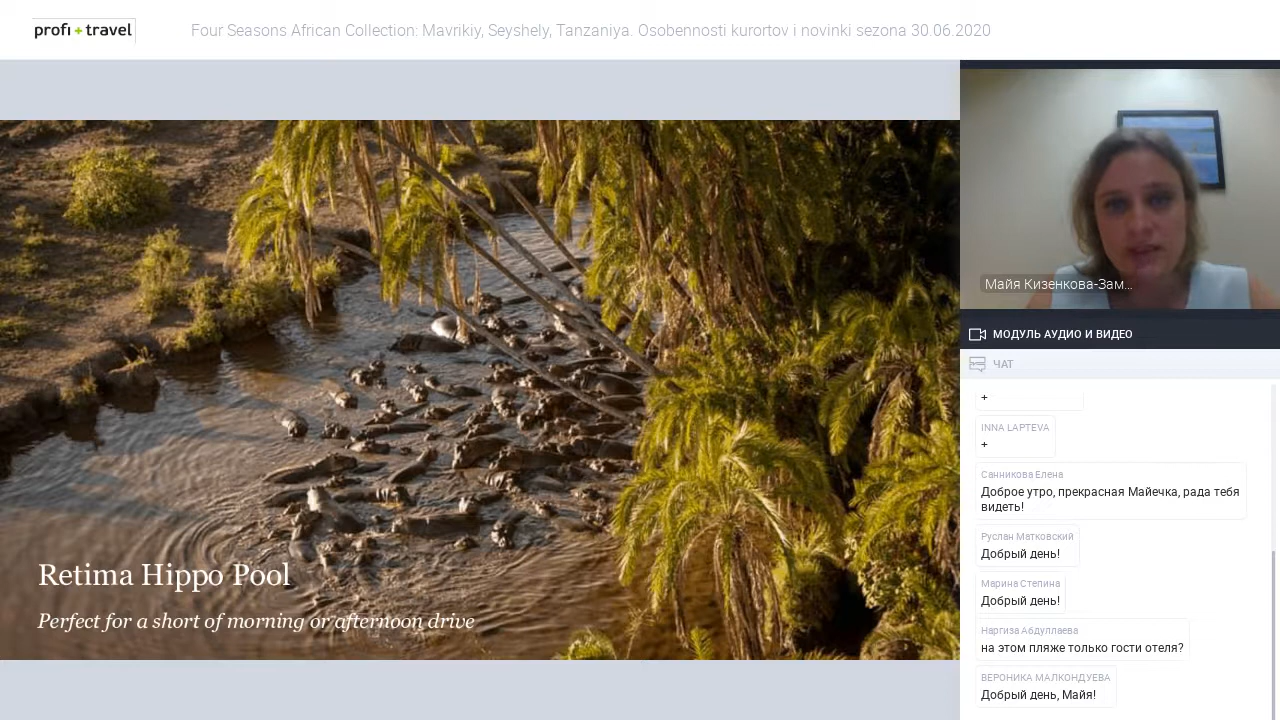 profi + travel
Four Seasons African Collection: Mavrikiy, Seyshely, Tanzaniya. Osobennosti kurortov i novinki sezona 30.06.2020
Retima Hippo Pool
Perfect for a short of morning or afternoon drive
Майя Кизенкова-Зам...
МОДУЛЬ АУДИО И ВИДЕО
ЧАТ
+
INNA LAPTEVA
+
Санникова Елена
Доброе утро, прекрасная Майечка, рада тебя
видеть!
Руслан Матковский
Добрый день!
Марина Степина
Добрый день!
Наргиза Абдуллаева
на этом пляже только гости отеля?
ВЕРОНИКА МАЛКОНДУЕВА
Добрый день, Майя!